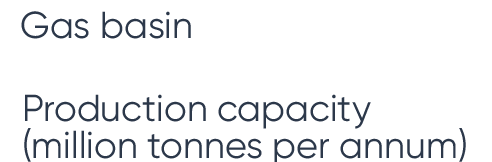 Gas basin
Production capacity
(million tonnes per annum)